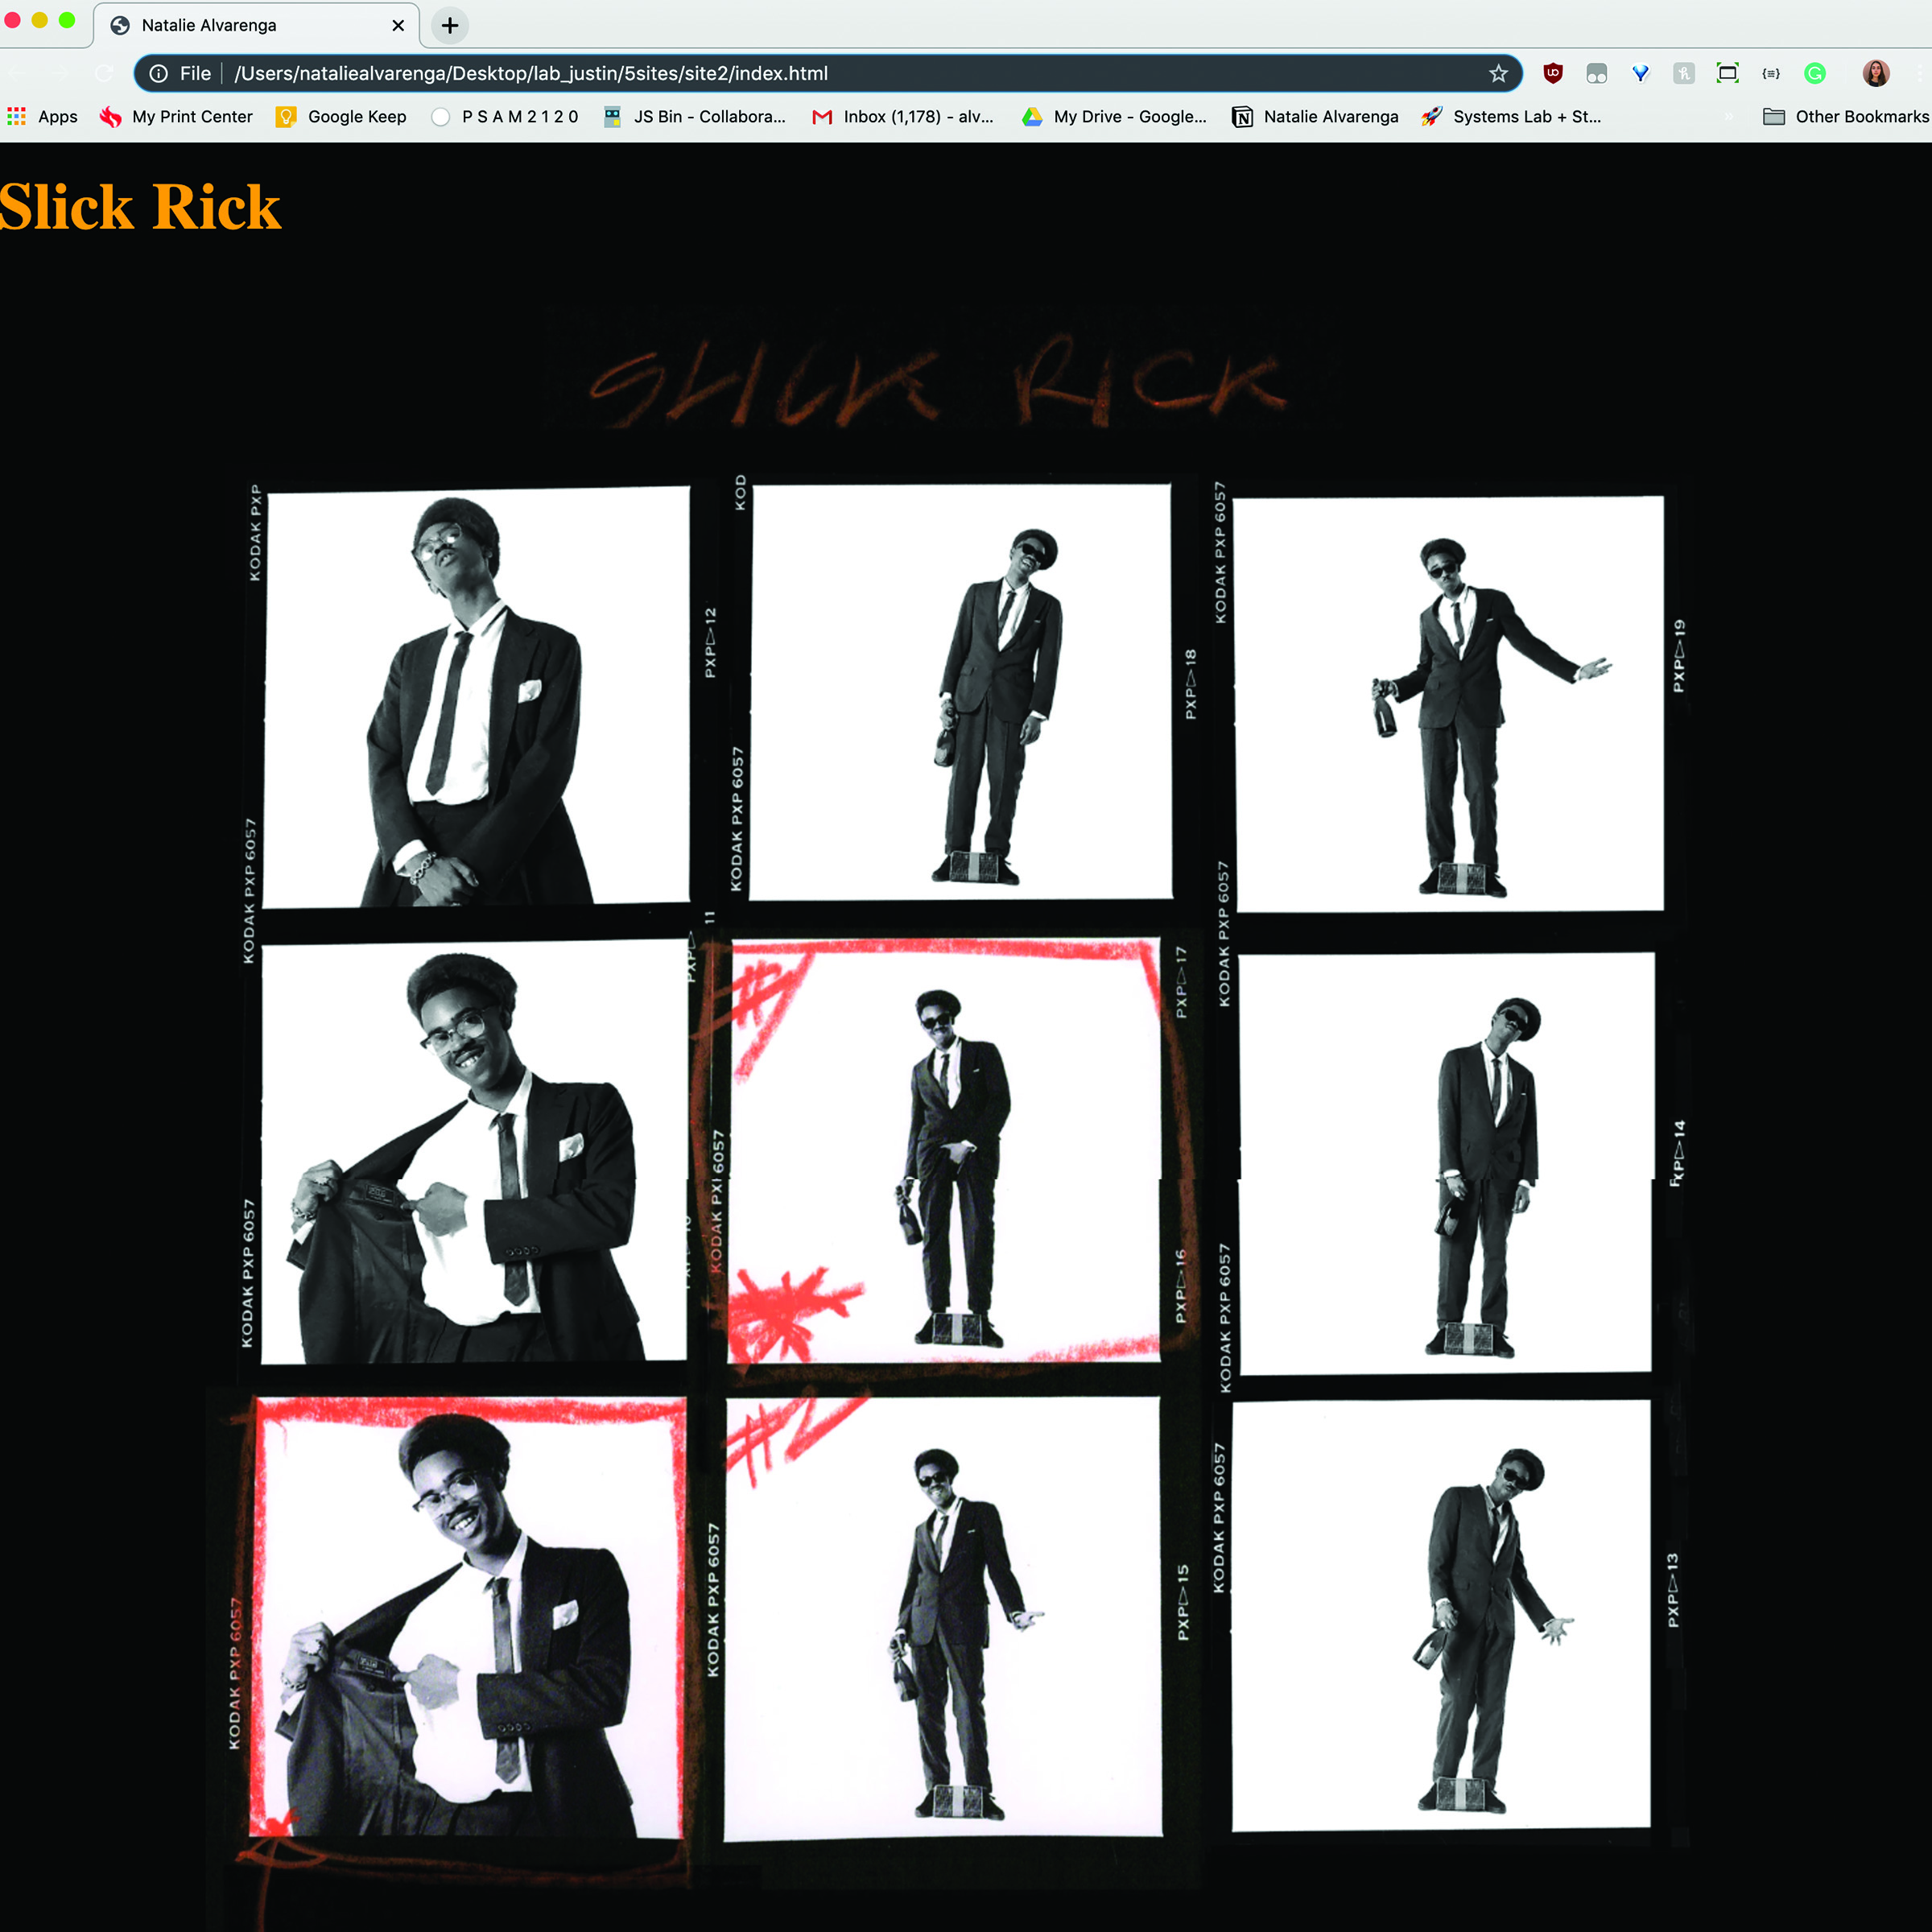 Natalie Alvarenga
File /Users/nataliealvarenga/Desktop/lab_justin/5sites/site2/index.html
Apps My Print Center Google Keep P S A M 2 1 2 0 JS Bin - Collabora... Inbox (1,178) - alv... My Drive - Google... Natalie Alvarenga Systems Lab + St... Other Bookmarks
Slick Rick
SLICK RICK
KODAK PXP
KOD
KODAK PXP 6057
PXP▷12
PXP▷18
PXP▷19
KODAK PXP 6057
KODAK PXP 6057
KODAK PXP 6057
11
PXP▷
PXP▷17
KODAK PXP 6057
KODAK PXI 6057
PXP▷16
PXP▷14
KODAK PXP 6057
#1
#2
KODAK PXP 6057
KODAK PXP 6057
PXP▷15
KODAK PXP 6057
PXP▷13